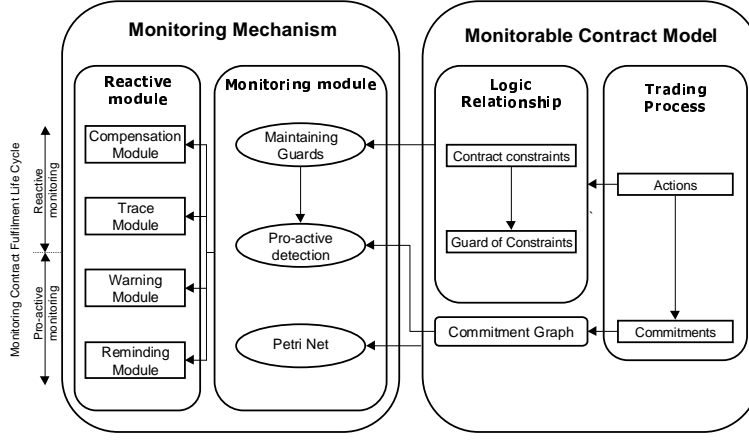 Monitoring Mechanism
Monitorable Contract Model
Reactive
module
Monitoring module
Logic
Relationship
Trading
Process
Monitoring Contract Fulfilment Life Cycle
Reactive
monitoring
Pro-active
monitoring
Compensation
Module
Trace
Module
Warning
Module
Reminding
Module
Maintaining
Guards
Pro-active
detection
Petri Net
Contract constraints
Guard of Constraints
Commitment Graph
Actions
Commitments